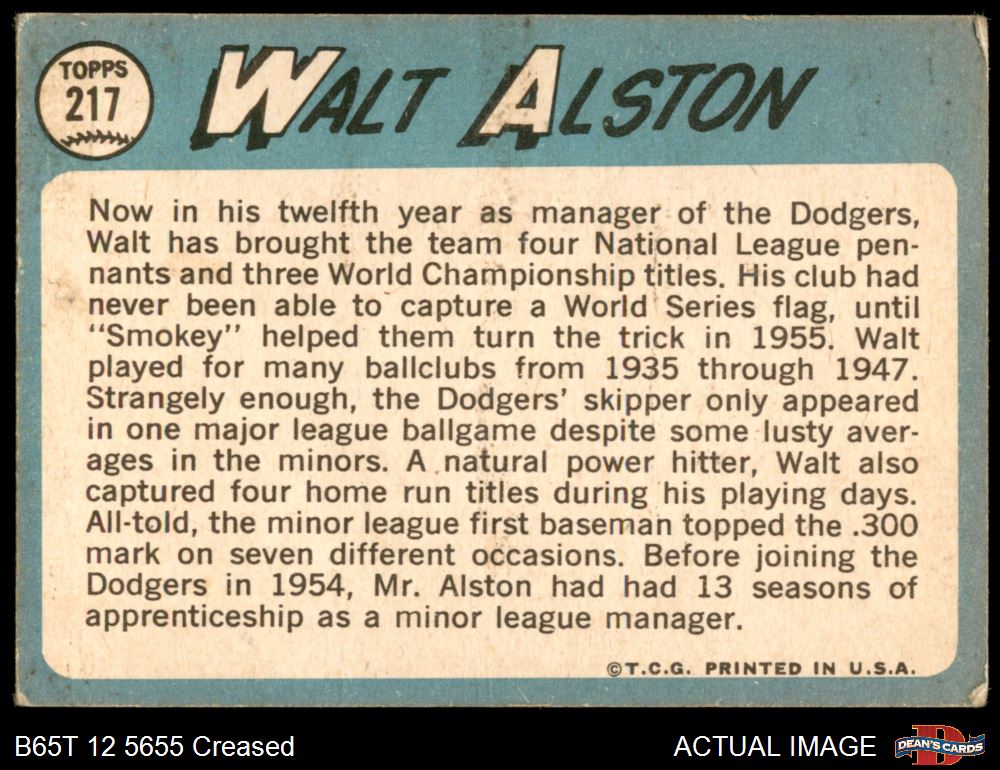 TOPPS
217
WALT ALSTON
Now in his twelfth year as manager of the Dodgers,
Walt has brought the team four National League pen-
nants and three World Championship titles. His club had
never been able to capture a World Series flag, until
"Smokey" helped them turn the trick in 1955. Walt
played for many ballclubs from 1935 through 1947.
Strangely enough, the Dodgers' skipper only appeared
in one major league ballgame despite some lusty aver-
ages in the minors. A natural power hitter, Walt also
captured four home run titles during his playing days.
All-told, the minor league first baseman topped the .300
mark on seven different occasions. Before joining the
Dodgers in 1954, Mr. Alston had had 13 seasons of
apprenticeship as a minor league manager.
©T.C.G. PRINTED IN U.S.A.
B65T 12 5655 Creased
ACTUAL IMAGE
DEAN'S CARDS